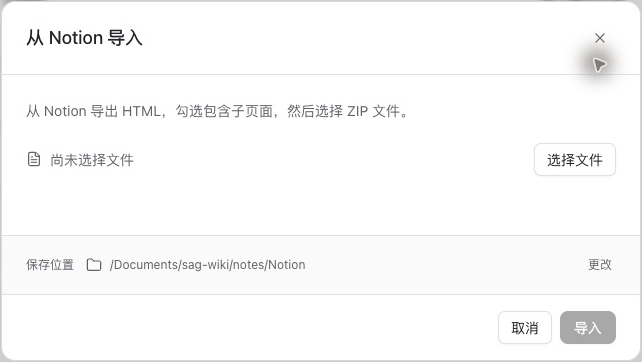 从 Notion 导入
从 Notion 导出 HTML，勾选包含子页面，然后选择 ZIP 文件。
尚未选择文件
选择文件
保存位置 /Documents/sag-wiki/notes/Notion 更改
取消 导入